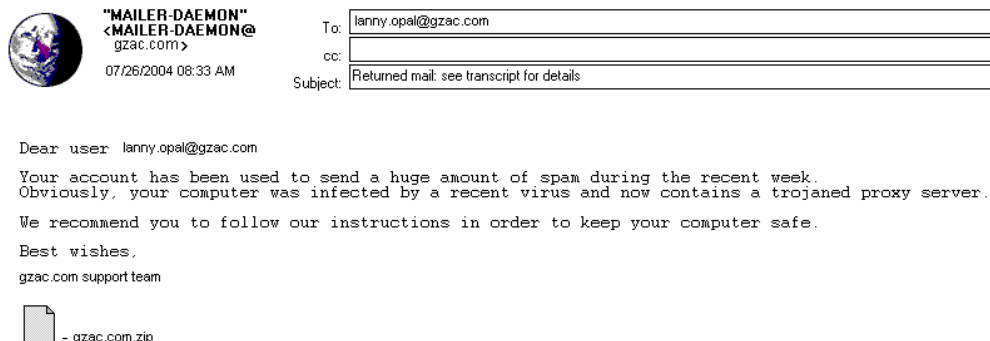 "MAILER-DAEMON"
<MAILER-DAEMON@
gzac.com>
07/26/2004 08:33 AM
To: lanny.opal@gzac.com
cc:
Subject: Returned mail: see transcript for details
Dear user lanny.opal@gzac.com
Your account has been used to send a huge amount of spam during the recent week.
Obviously, your computer was infected by a recent virus and now contains a trojaned proxy server.
We recommend you to follow our instructions in order to keep your computer safe.
Best wishes,
gzac.com support team
- gzac.com.zip